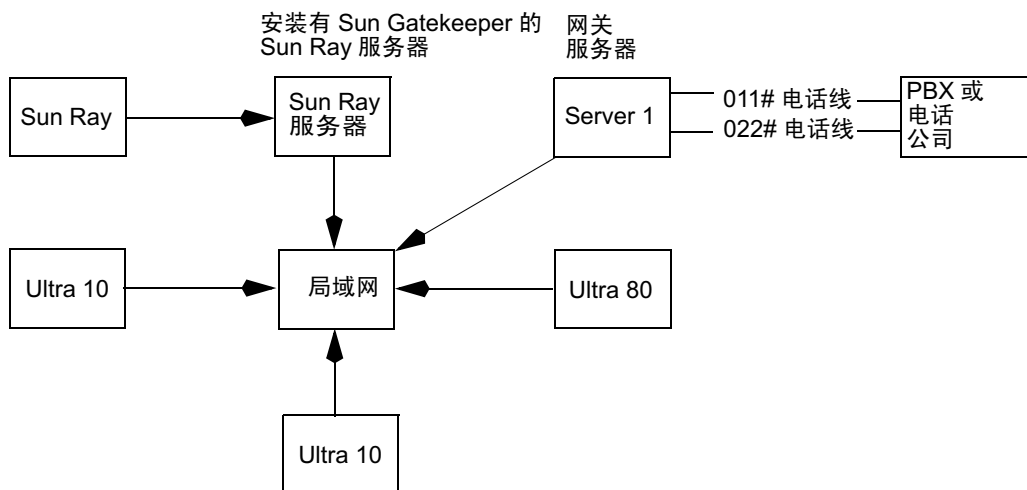 安装有 Sun Gatekeeper 的
Sun Ray 服务器
网关
服务器
Sun Ray
Sun Ray
服务器
Server 1
011# 电话线
022# 电话线
PBX 或
电话
公司
Ultra 10
局域网
Ultra 80
Ultra 10